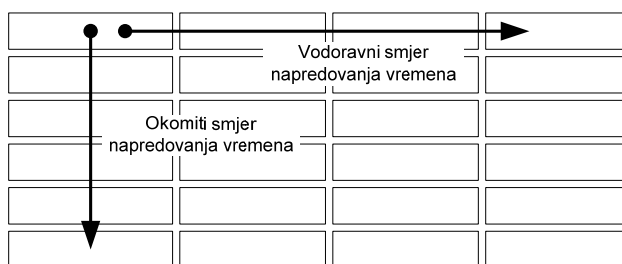 Vodoravni smjer
napredovanja vremena
Okomiti smjer
napredovanja vremena